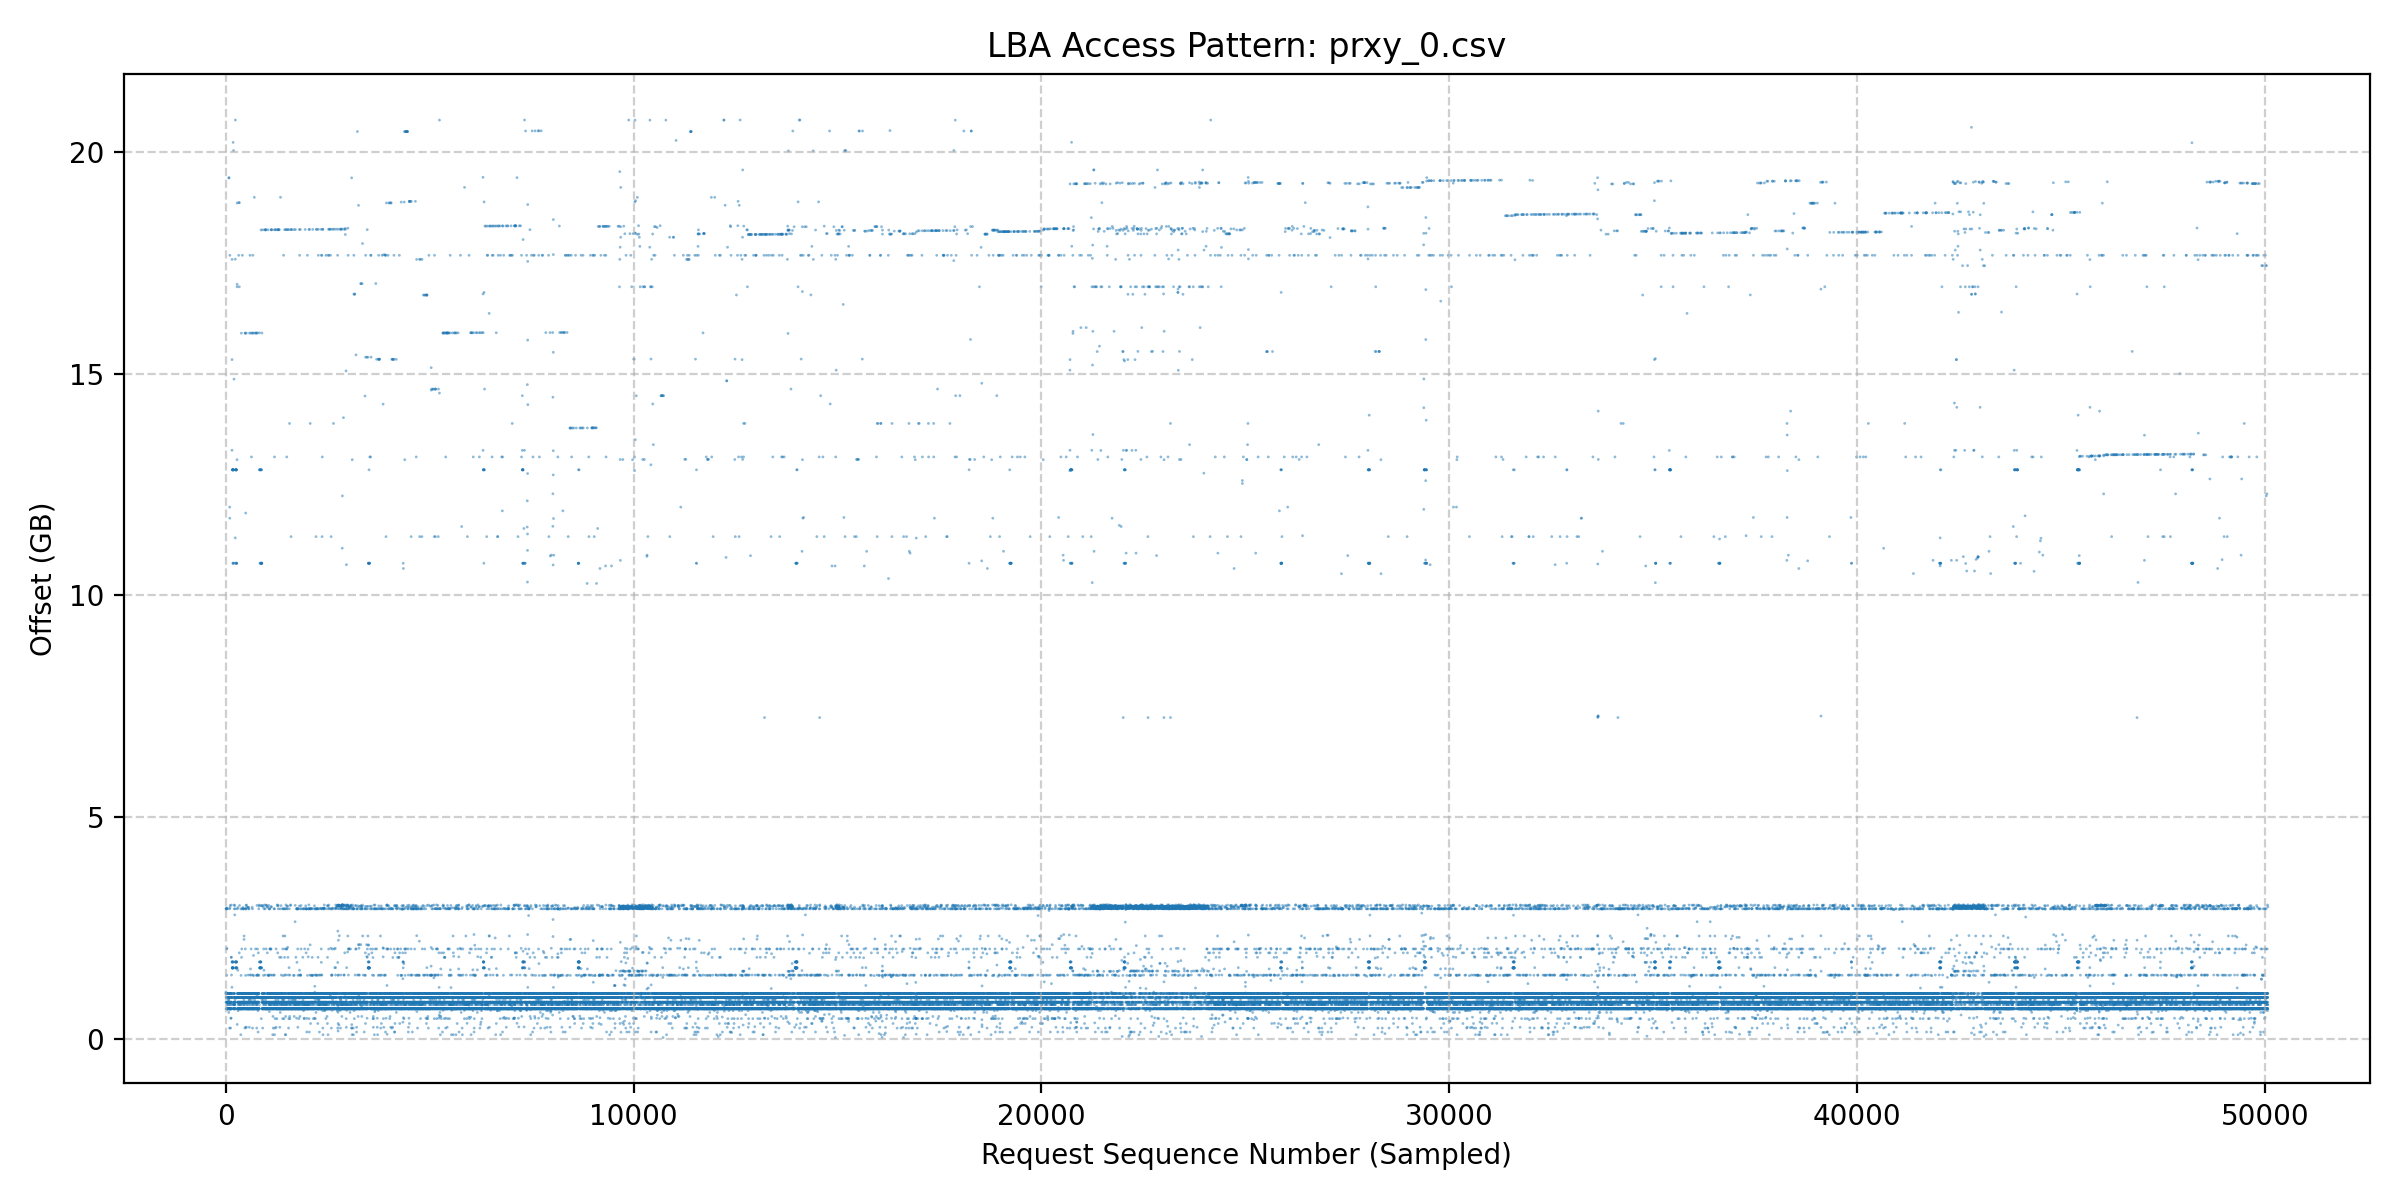 LBA Access Pattern: prxy_0.csv
Offset (GB)
20
15
10
5
0
0 10000 20000 30000 40000 50000
Request Sequence Number (Sampled)